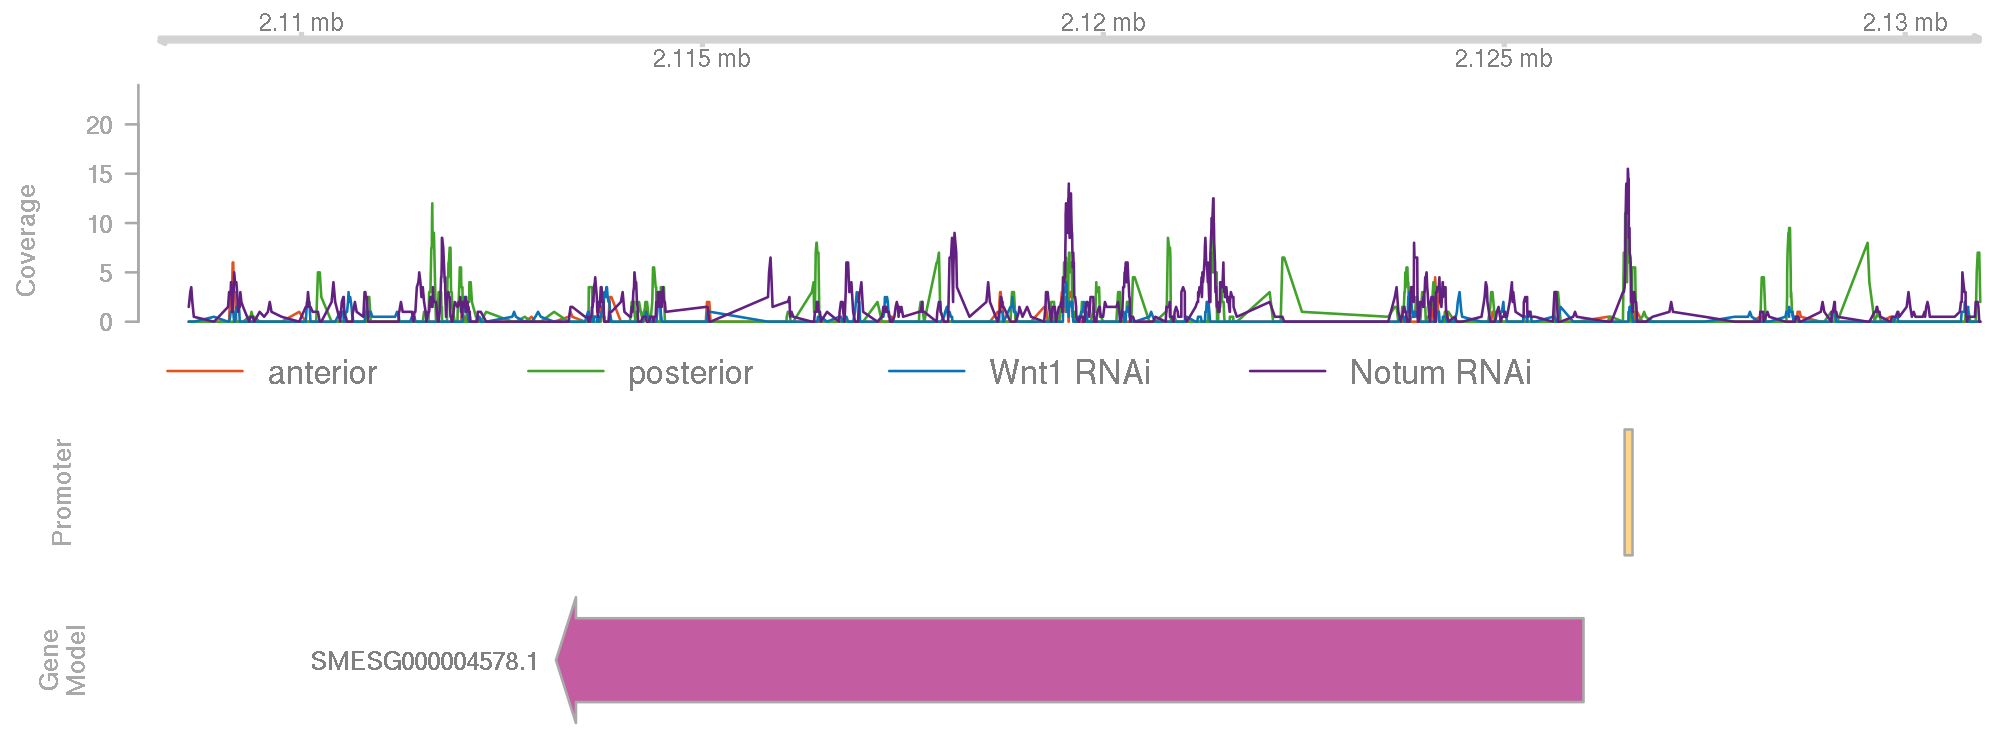 2.11 mb
2.12 mb
2.13 mb
2.115 mb
2.125 mb
Coverage
20
15
10
5
0
anterior
posterior
Wnt1 RNAi
Notum RNAi
Promoter
Gene
Model
SMESG000004578.1